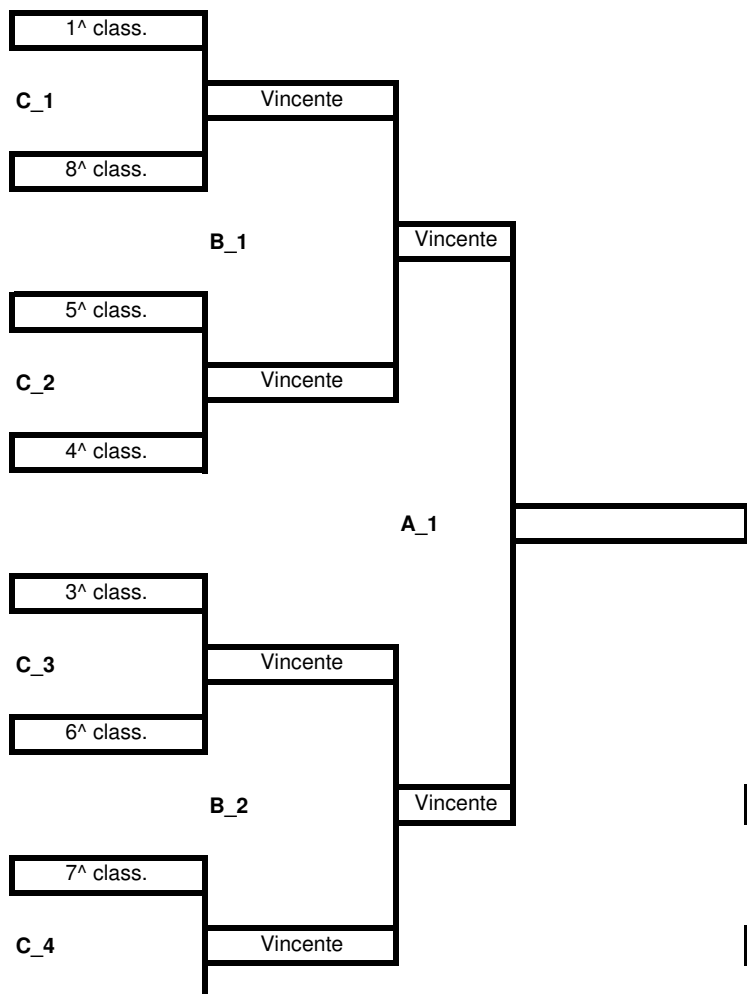 1^ class.
C_1
Vincente
8^ class.
B_1
Vincente
5^ class.
C_2
Vincente
4^ class.
A_1
3^ class.
C_3
Vincente
6^ class.
B_2
Vincente
7^ class.
C_4
Vincente